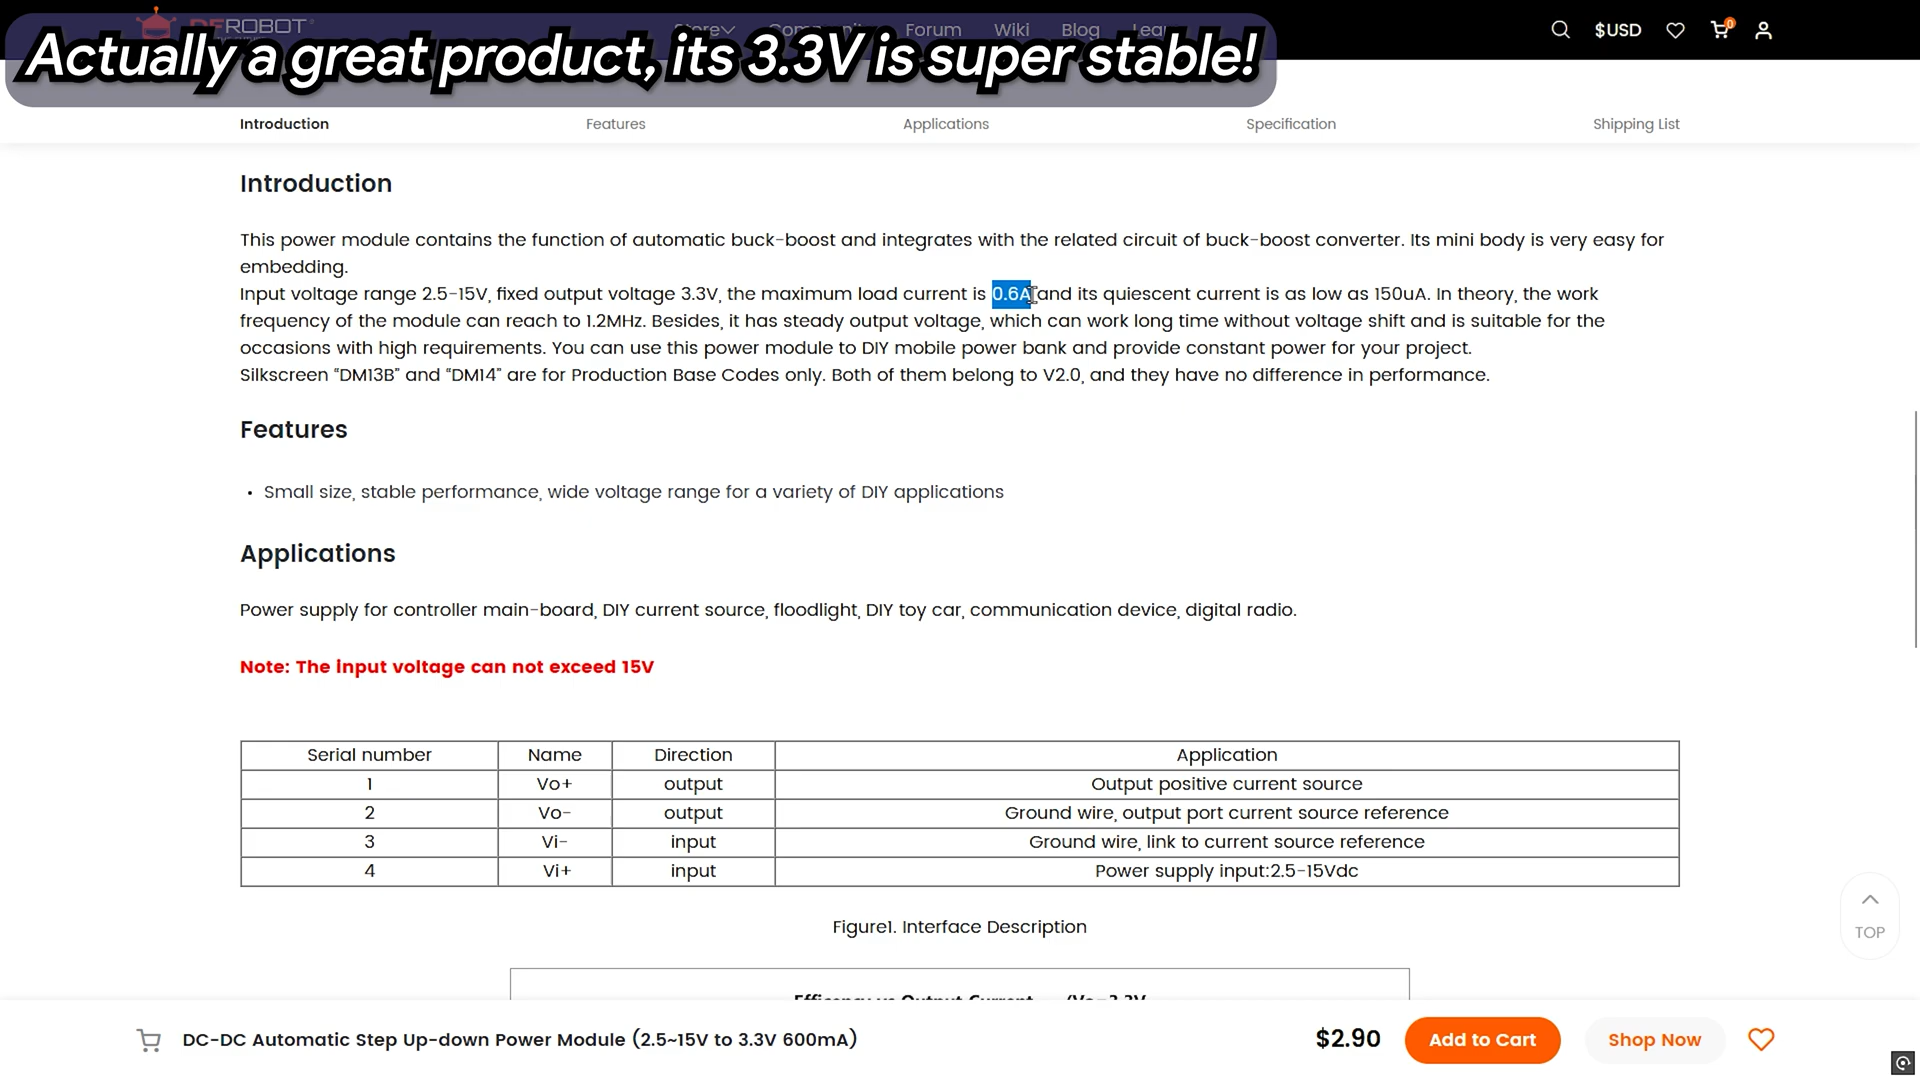 DFROBOT
Forum
Wiki
Blog
$USD
0
Actually a great product, its 3.3V is super stable!
Introduction
Features
Applications
Specification
Shipping List
Introduction
This power module contains the function of automatic buck-boost and integrates with the related circuit of buck-boost converter. Its mini body is very easy for
embedding.
Input voltage range 2.5-15V, fixed output voltage 3.3V, the maximum load current is 0.6A and its quiescent current is as low as 150uA. In theory, the work
frequency of the module can reach to 1.2MHz. Besides, it has steady output voltage, which can work long time without voltage shift and is suitable for the
occasions with high requirements. You can use this power module to DIY mobile power bank and provide constant power for your project.
Silkscreen “DM13B” and “DM14” are for Production Base Codes only. Both of them belong to V2.0, and they have no difference in performance.
Features
• Small size, stable performance, wide voltage range for a variety of DIY applications
Applications
Power supply for controller main-board, DIY current source, floodlight, DIY toy car, communication device, digital radio.
Note: The input voltage can not exceed 15V
Serial number Name Direction Application
1 Vo+ output Output positive current source
2 Vo- output Ground wire, output port current source reference
3 Vi- input Ground wire, link to current source reference
4 Vi+ input Power supply input:2.5-15Vdc
Figure1. Interface Description
TOP
DC-DC Automatic Step Up-down Power Module (2.5~15V to 3.3V 600mA)
$2.90
Add to Cart
Shop Now